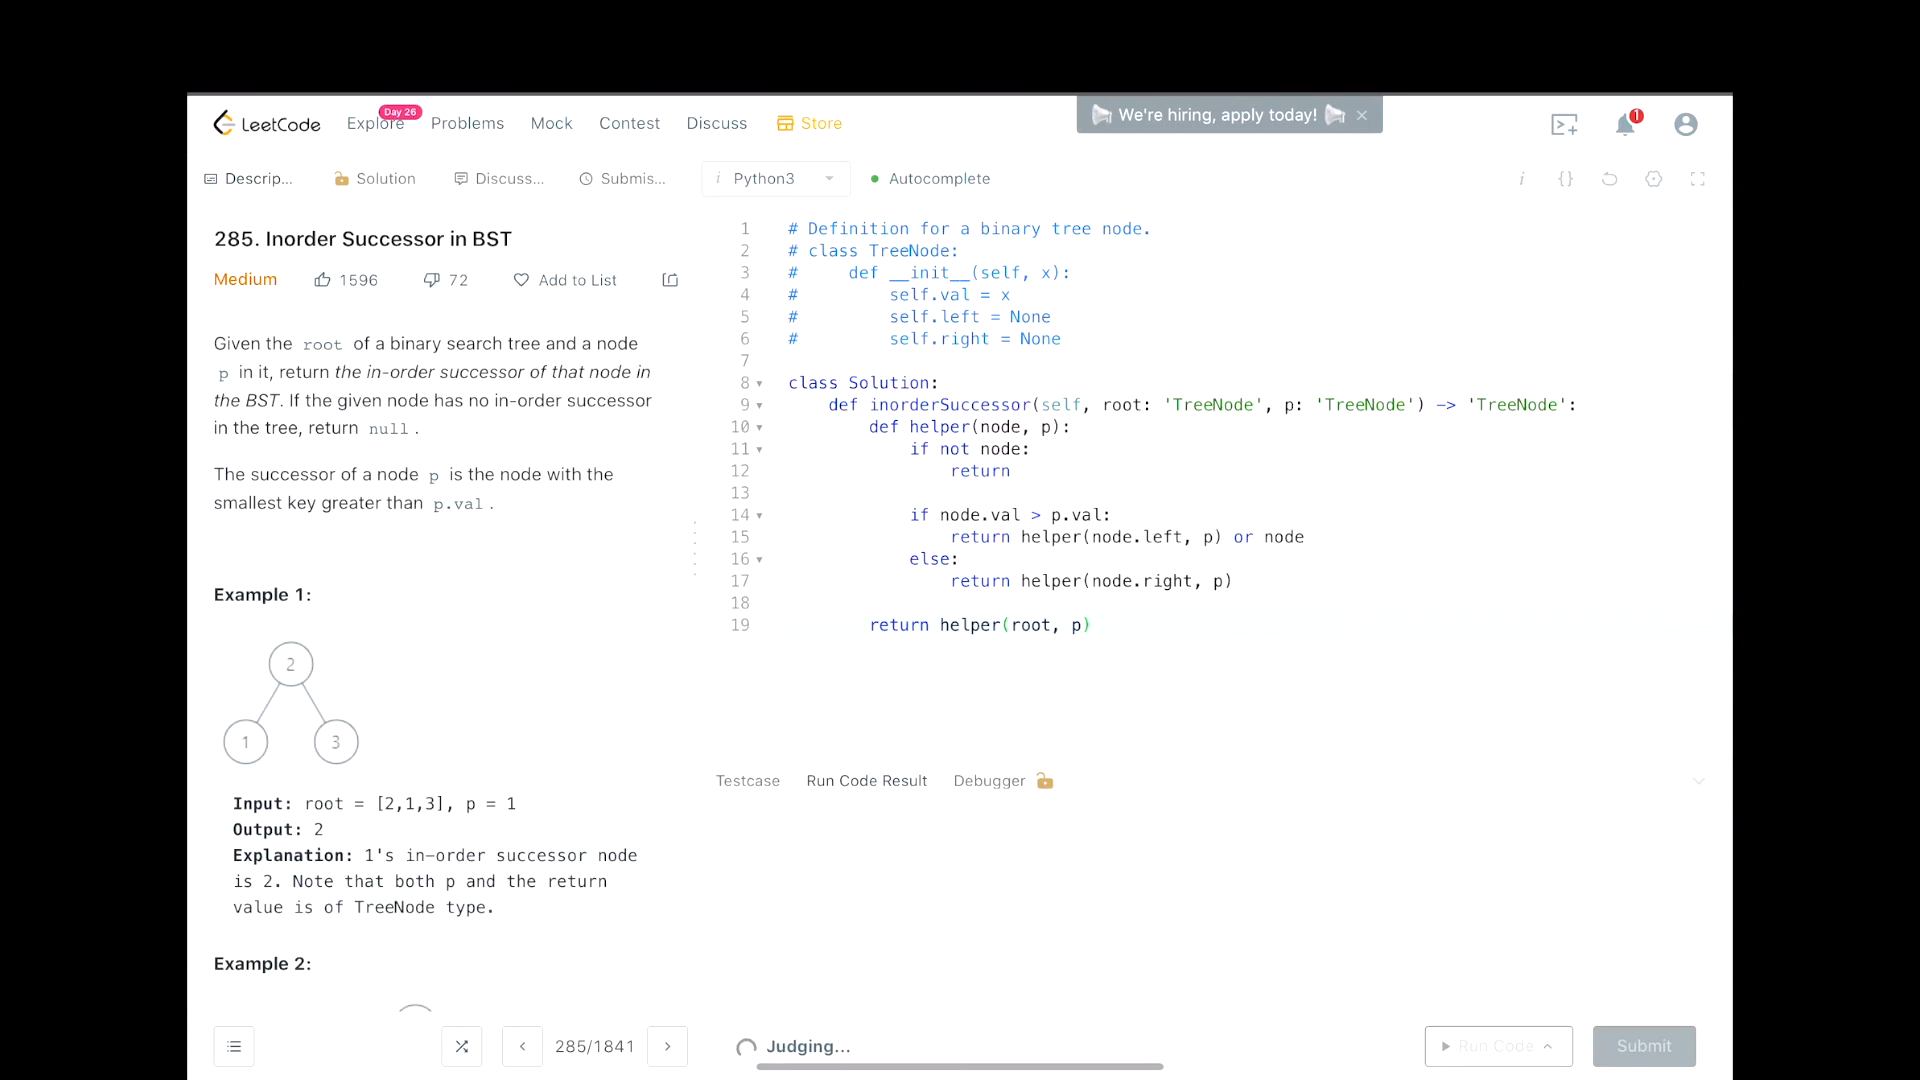 LeetCode
Explore
Day 26
Problems
Mock
Contest
Discuss
Store
We're hiring, apply today!
1
Descrip...
Solution
Discuss...
Submis...
i Python3
Autocomplete
i {}
285. Inorder Successor in BST
Medium
1596
72
Add to List
Given the root of a binary search tree and a node
p in it, return the in-order successor of that node in
the BST. If the given node has no in-order successor
in the tree, return null.
The successor of a node p is the node with the
smallest key greater than p.val.
Example 1:
2
1 3
Input: root = [2,1,3], p = 1
Output: 2
Explanation: 1's in-order successor node
is 2. Note that both p and the return
value is of TreeNode type.
Example 2:
285/1841
1 # Definition for a binary tree node.
2 # class TreeNode:
3 #     def __init__(self, x):
4 #         self.val = x
5 #         self.left = None
6 #         self.right = None
7
8 class Solution:
9     def inorderSuccessor(self, root: 'TreeNode', p: 'TreeNode') -> 'TreeNode':
10         def helper(node, p):
11             if not node:
12                 return
13
14             if node.val > p.val:
15                 return helper(node.left, p) or node
16             else:
17                 return helper(node.right, p)
18
19         return helper(root, p)
Testcase
Run Code Result
Debugger
Judging...
Run Code
Submit